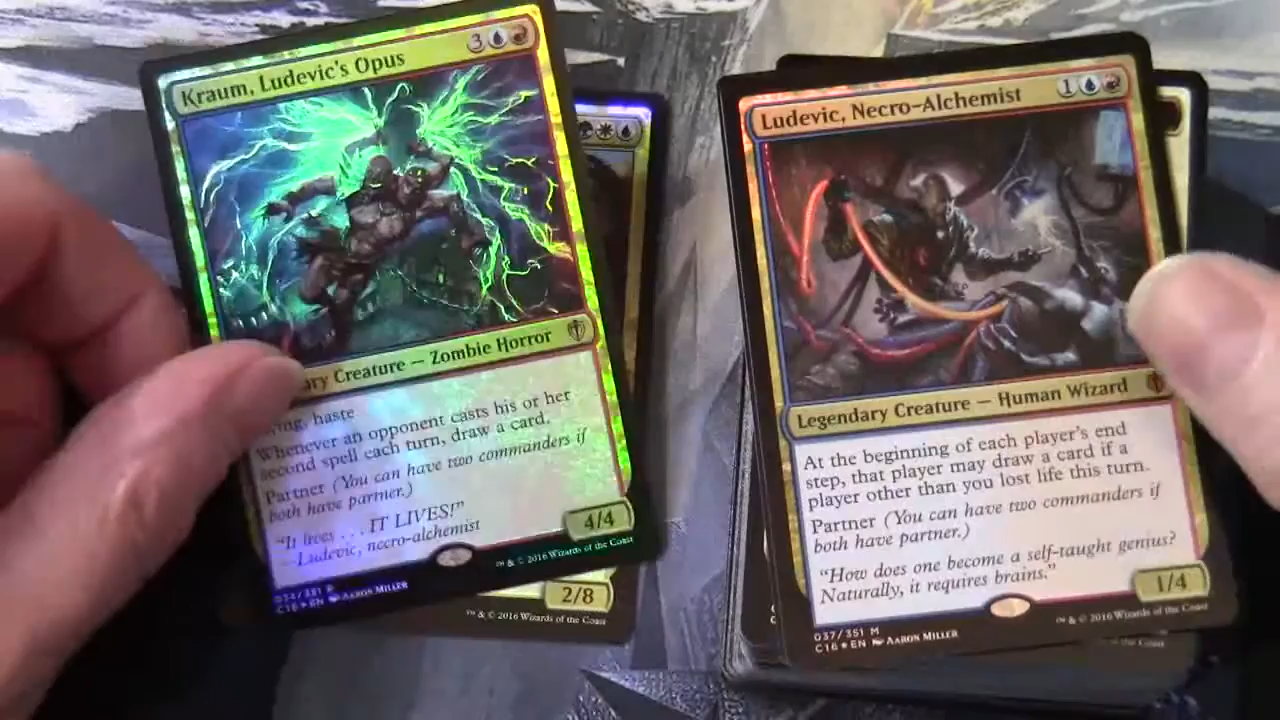 Kraum, Ludevic's Opus
3
Creature — Zombie Horror
haste
Whenever an opponent casts his or her
second spell each turn, draw a card.
Partner (You can have two commanders if
both have partner.)
"It lives . . . IT LIVES!"
—Ludevic, necro-alchemist
4/4
034/351 R
C16 EN AARON MILLER
™ & © 2016 Wizards of the Coast
2/8
™ & © 2016 Wizards of the Coast
Ludevic, Necro-Alchemist
1
Legendary Creature — Human Wizard
At the beginning of each player's end
step, that player may draw a card if a
player other than you lost life this turn.
Partner (You can have two commanders if
both have partner.)
"How does one become a self-taught genius?
Naturally, it requires brains."
1/4
037/351 M
C16 EN AARON MILLER
™ & © 2016 Wizards of the Coast